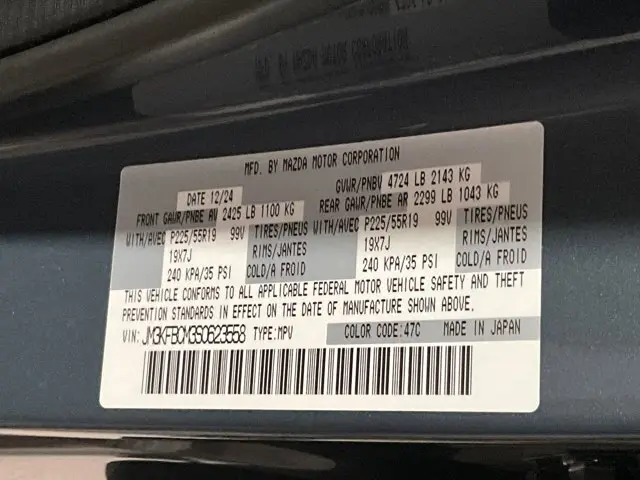 MFD. BY MAZDA MOTOR CORPORATION
DATE 12/24 GVWR/PNBV 4724 LB 2143 KG
FRONT GAWR/PNBE AV 2425 LB 1100 KG REAR GAWR/PNBE AR 2299 LB 1043 KG
WITH/AVEC P225/55R19 99V TIRES/PNEUS WITH/AVEC P225/55R19 99V TIRES/PNEUS
19X7J RIMS/JANTES 19X7J RIMS/JANTES
240 KPA/35 PSI COLD/A FROID 240 KPA/35 PSI COLD/A FROID
THIS VEHICLE CONFORMS TO ALL APPLICABLE FEDERAL MOTOR VEHICLE SAFETY AND THEFT
PREVENTION STANDARDS IN EFFECT ON THE DATE OF MANUFACTURE SHOWN ABOVE.
VIN: JM3KFBCM3S0623558 TYPE:MPV COLOR CODE:47C MADE IN JAPAN